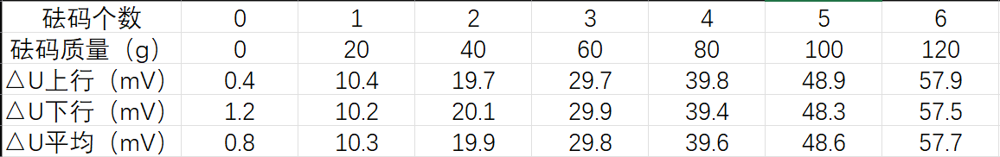 砝码个数 0 1 2 3 4 5 6
砝码质量（g） 0 20 40 60 80 100 120
△U上行（mV） 0.4 10.4 19.7 29.7 39.8 48.9 57.9
△U下行（mV） 1.2 10.2 20.1 29.9 39.4 48.3 57.5
△U平均（mV） 0.8 10.3 19.9 29.8 39.6 48.6 57.7